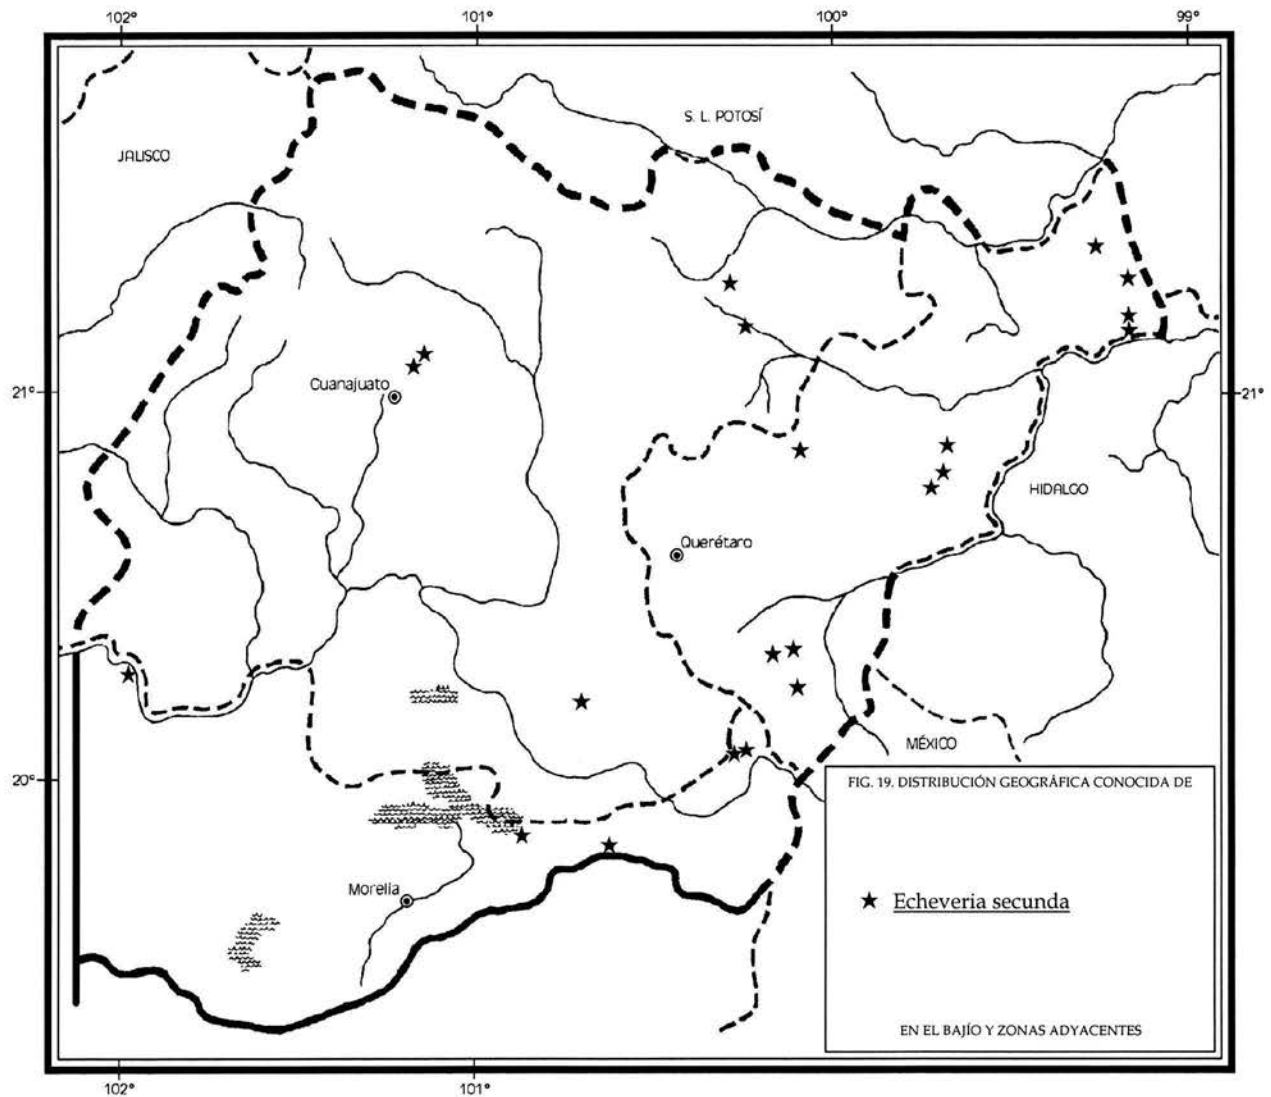 102°
101°
100°
99°
S. L. POTOSÍ
JALISCO
Guanajuato
21°
21°
HIDALGO
Querétaro
MÉXICO
20°
FIG. 19. DISTRIBUCIÓN GEOGRÁFICA CONOCIDA DE
Morelia
Echeveria secunda
EN EL BAJÍO Y ZONAS ADYACENTES
102°
101°